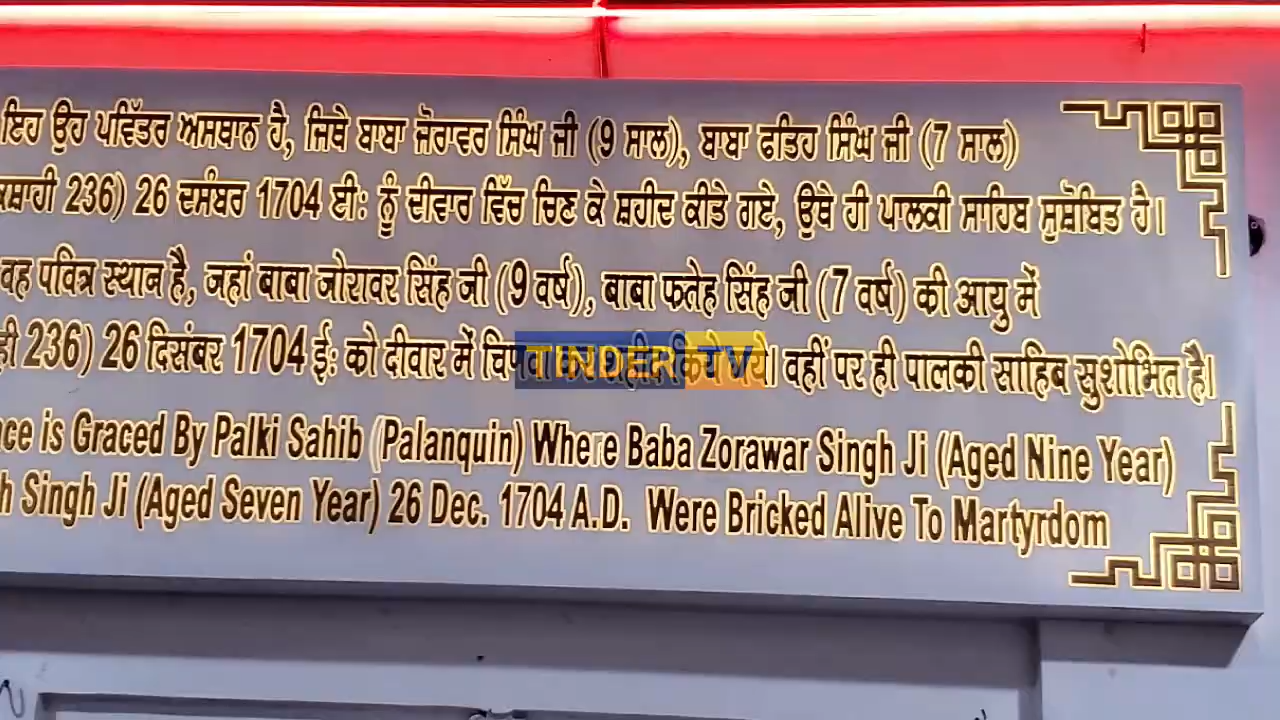 ਇਹ ਉਹ ਪਵਿੱਤਰ ਅਸਥਾਨ ਹੈ, ਜਿਥੇ ਬਾਬਾ ਜੋਰਾਵਰ ਸਿੰਘ ਜੀ (9 ਸਾਲ), ਬਾਬਾ ਫਤਿਹ ਸਿੰਘ ਜੀ (7 ਸਾਲ)
236) 26 ਦਸੰਬਰ 1704 ਈਃ ਨੂੰ ਦੀਵਾਰ ਵਿੱਚ ਚਿਣ ਕੇ ਸ਼ਹੀਦ ਕੀਤੇ ਗਏ, ਉਥੇ ਹੀ ਪਾਲਕੀ ਸਾਹਿਬ ਸੁਸ਼ੋਬਿਤ ਹੈ।
वह पवित्र स्थान है, जहां बाबा जोरावर सिंह जी (9 वर्ष), बाबा फतेह सिंह जी (7 वर्ष) की आयु में
236) 26 दिसंबर 1704 ईः को दीवार में वहीं पर ही पालकी साहिब सुशोभित है।
TINDER TV
is Graced By Palki Sahib (Palanquin) Where Baba Zorawar Singh Ji (Aged Nine Year)
Singh Ji (Aged Seven Year) 26 Dec. 1704 A.D. Were Bricked Alive To Martyrdom